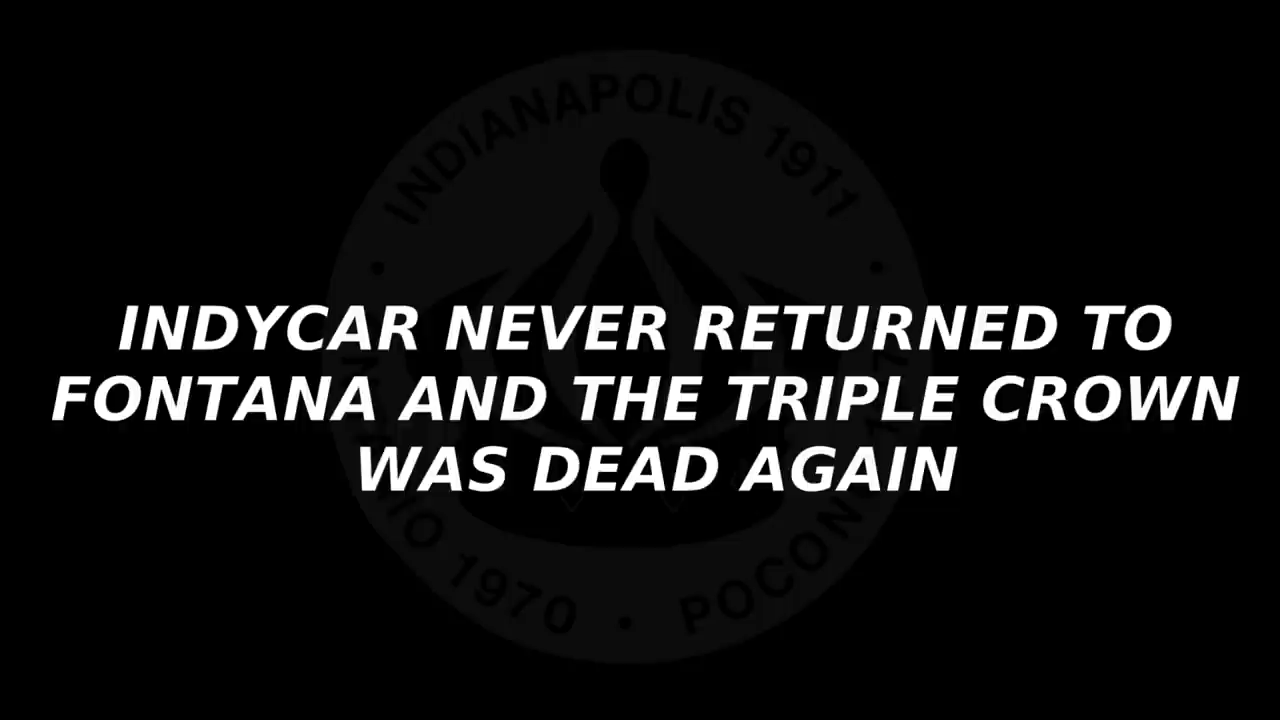 INDIANAPOLIS 1911
INDYCAR NEVER RETURNED TO
FONTANA AND THE TRIPLE CROWN
WAS DEAD AGAIN
1970